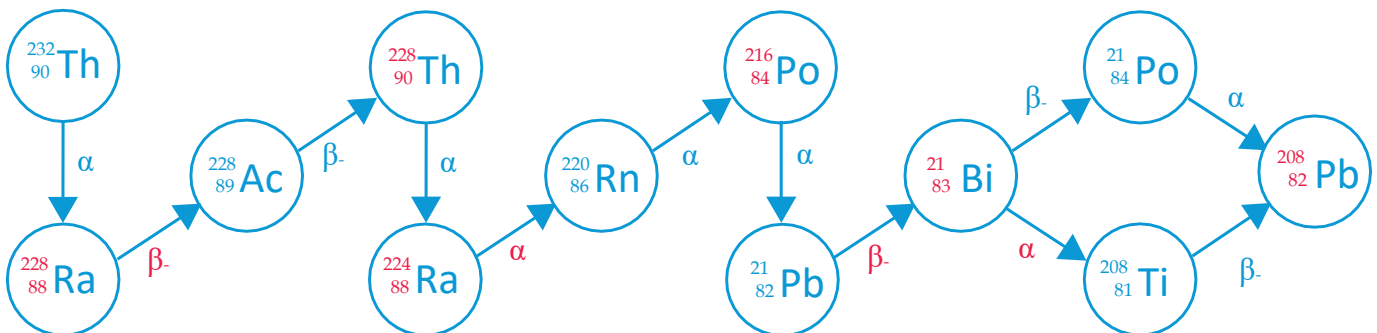 232 90 Th
α
228 88 Ra
β-
228 89 Ac
β-
228 90 Th
α
224 88 Ra
α
220 86 Rn
α
216 84 Po
α
21 82 Pb
β-
21 83 Bi
β-
21 84 Po
α
α
208 81 Ti
β-
208 82 Pb